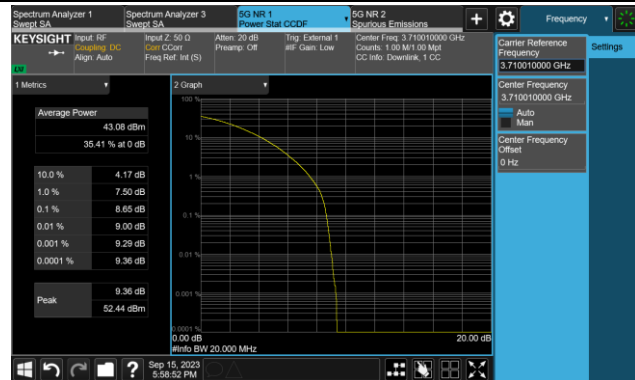 Spectrum Analyzer 1
Swept SA
Spectrum Analyzer 3
Swept SA
5G NR 1
Power Stat CCDF
5G NR 2
Spurious Emissions
+
Frequency
KEYSIGHT
Input: RF
Coupling: DC
Align: Auto
Input Z: 50 Ω
Corr CCorr
Freq Ref: Int (S)
Atten: 20 dB
Preamp: Off
Trig: External 1
#IF Gain: Low
Center Freq: 3.710010000 GHz
Counts: 1.00 M/1.00 Mpt
CC Info: Downlink, 1 CC
LXI
Carrier Reference
Frequency
3.710010000 GHz
Settings
Center Frequency
3.710010000 GHz
Auto
Man
Center Frequency
Offset
0 Hz
1 Metrics
Average Power
43.08 dBm
35.41 % at 0 dB
10.0 % 4.17 dB
1.0 % 7.50 dB
0.1 % 8.65 dB
0.01 % 9.00 dB
0.001 % 9.29 dB
0.0001 % 9.36 dB
Peak
9.36 dB
52.44 dBm
2 Graph
100 %
10 %
1 %
0.1 %
0.01 %
0.001 %
0.0001 %
0.00 dB 20.00 dB
#Info BW 20.000 MHz
?
Sep 15, 2023
5:58:52 PM